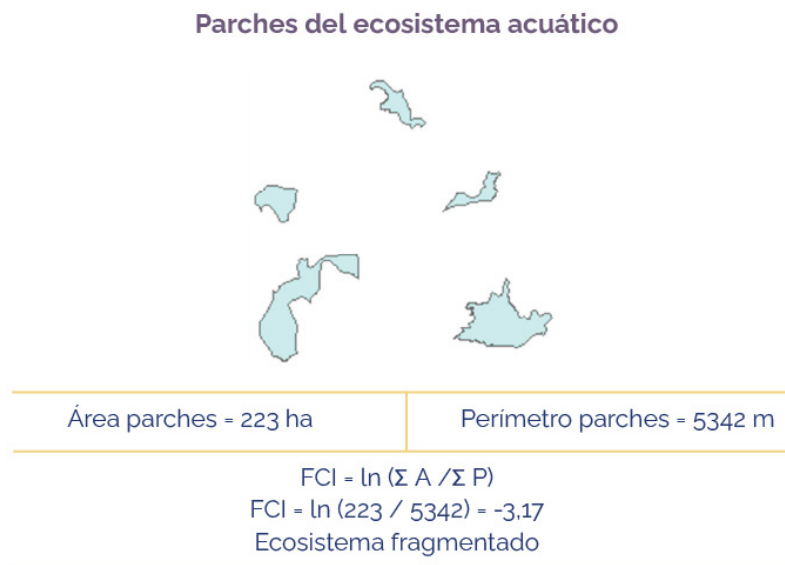 Parches del ecosistema acuático
Área parches = 223 ha
Perímetro parches = 5342 m
FCI = ln (Σ A /Σ P)
FCI = ln (223 / 5342) = -3,17
Ecosistema fragmentado